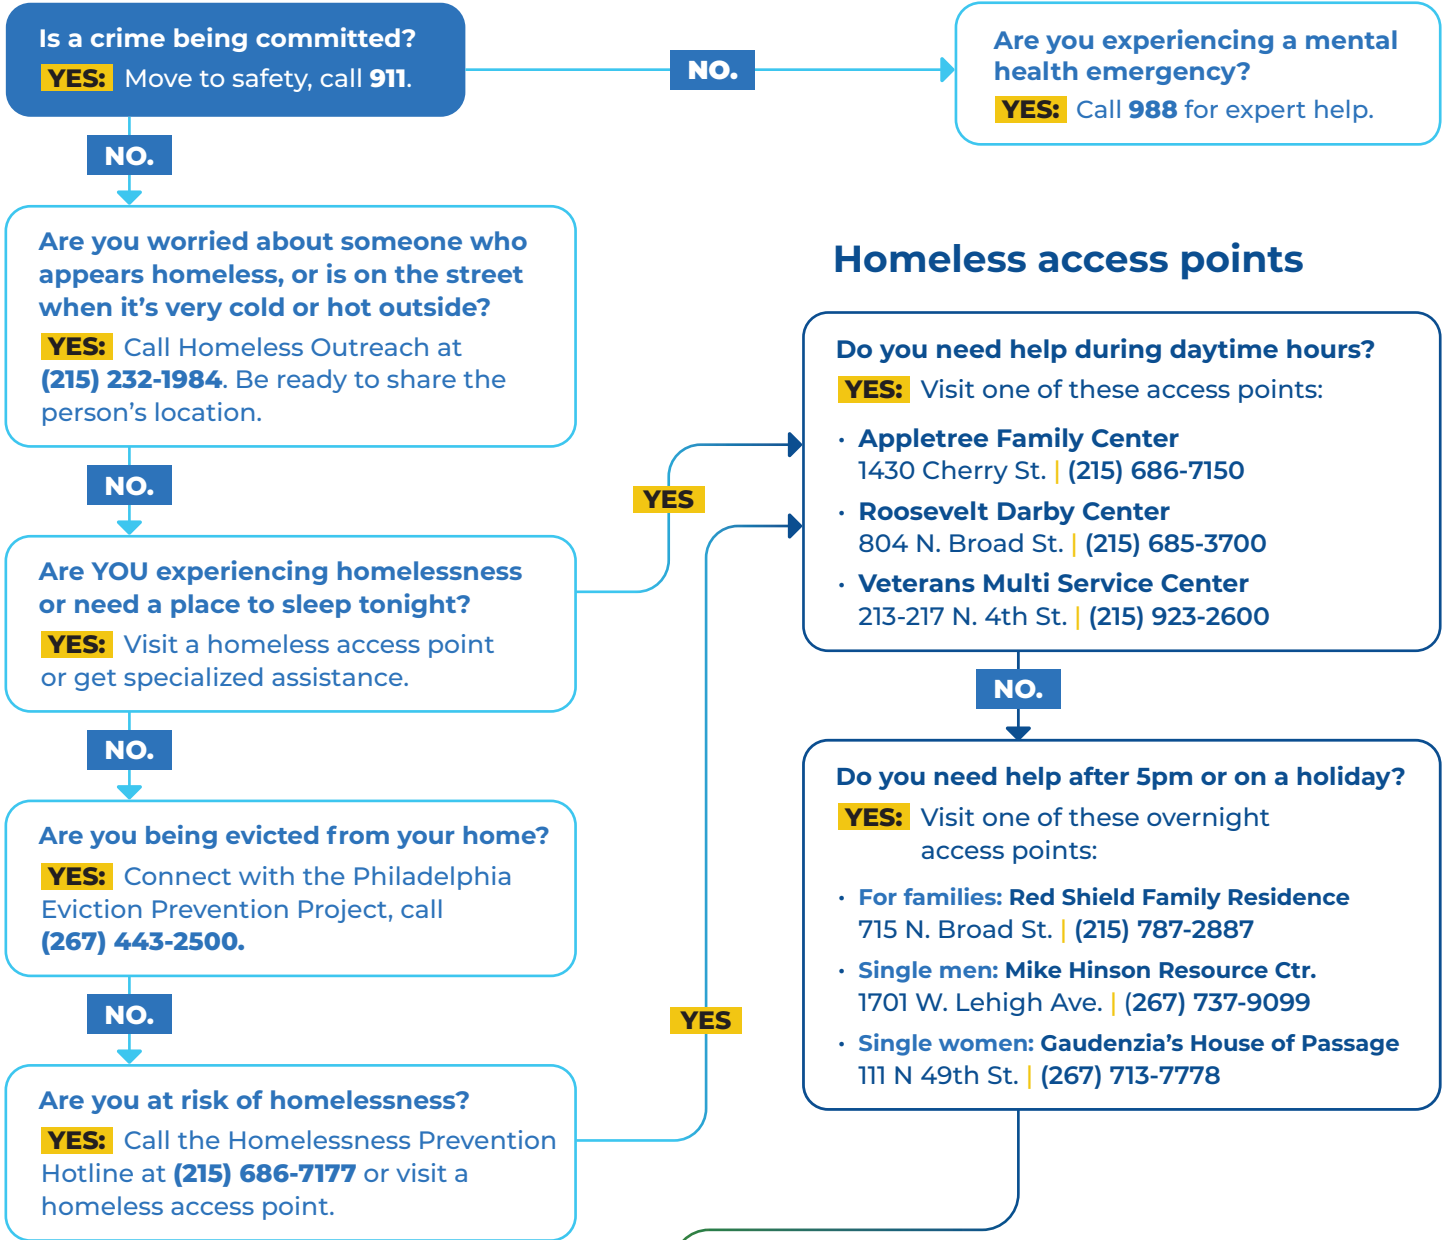 Is a crime being committed?
YES: Move to safety, call 911.
NO.
Are you experiencing a mental
health emergency?
YES: Call 988 for expert help.
NO.
Are you worried about someone who
appears homeless, or is on the street
when it's very cold or hot outside?
YES: Call Homeless Outreach at
(215) 232-1984. Be ready to share the
person's location.
NO.
Are YOU experiencing homelessness
or need a place to sleep tonight?
YES: Visit a homeless access point
or get specialized assistance.
YES
NO.
Are you being evicted from your home?
YES: Connect with the Philadelphia
Eviction Prevention Project, call
(267) 443-2500.
NO.
Are you at risk of homelessness?
YES: Call the Homelessness Prevention
Hotline at (215) 686-7177 or visit a
homeless access point.
YES
Homeless access points
Do you need help during daytime hours?
YES: Visit one of these access points:
· Appletree Family Center
1430 Cherry St. | (215) 686-7150
· Roosevelt Darby Center
804 N. Broad St. | (215) 685-3700
· Veterans Multi Service Center
213-217 N. 4th St. | (215) 923-2600
NO.
Do you need help after 5pm or on a holiday?
YES: Visit one of these overnight
access points:
· For families: Red Shield Family Residence
715 N. Broad St. | (215) 787-2887
· Single men: Mike Hinson Resource Ctr.
1701 W. Lehigh Ave. | (267) 737-9099
· Single women: Gaudenzia's House of Passage
111 N 49th St. | (267) 713-7778